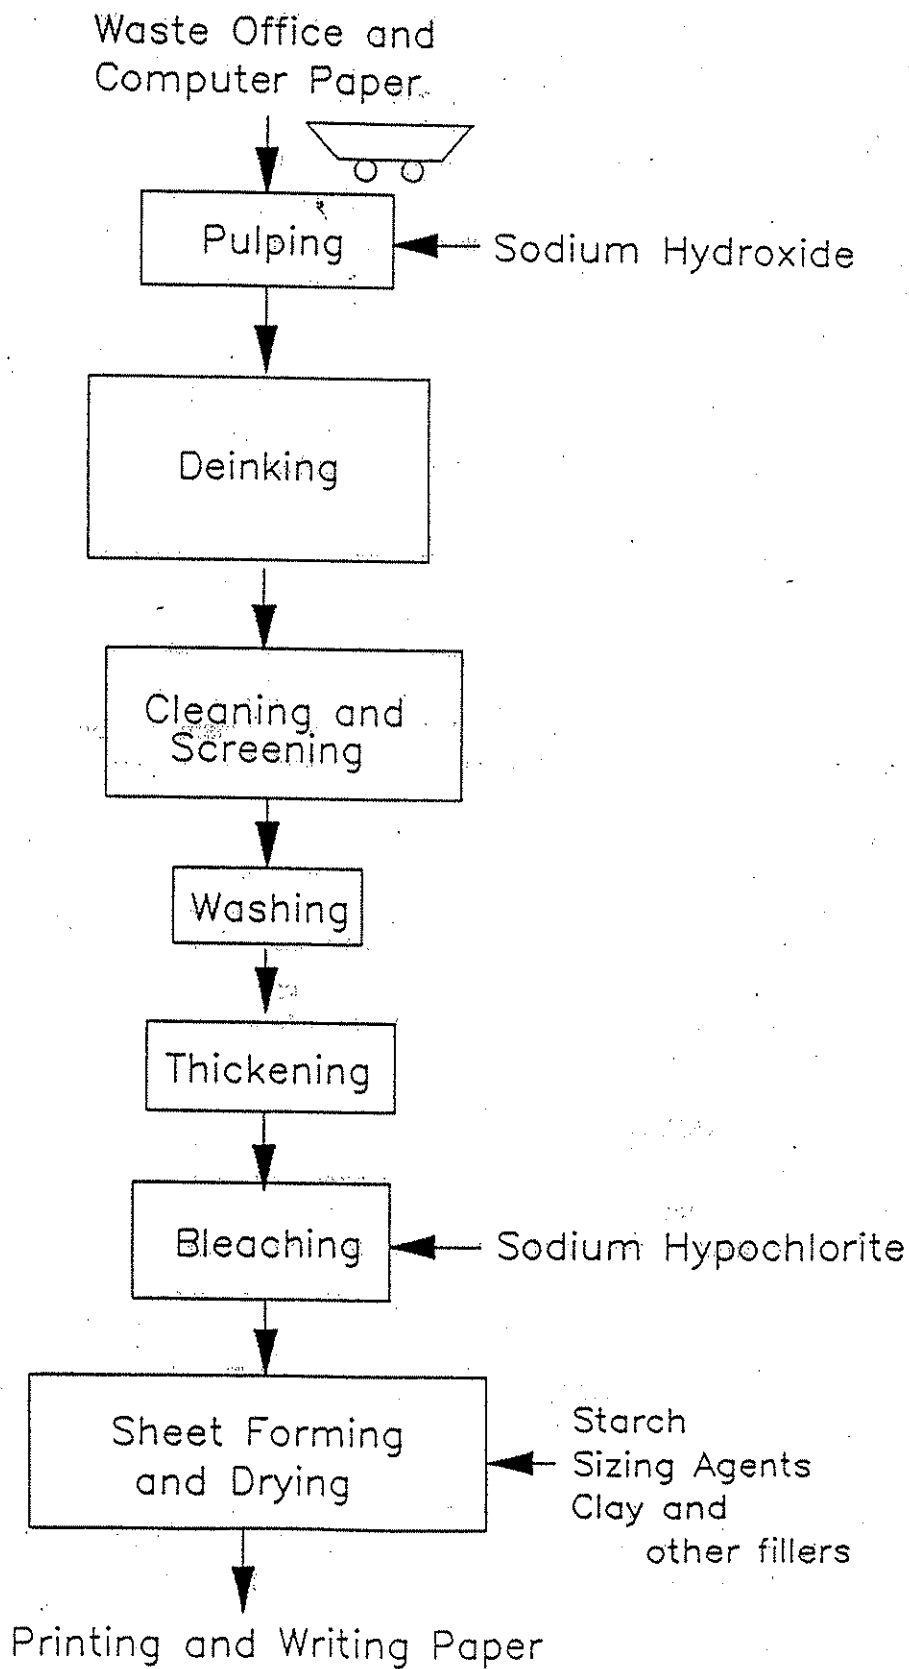 Waste Office and
Computer Paper
Pulping
Sodium Hydroxide
Deinking
Cleaning and
Screening
Washing
Thickening
Bleaching
Sodium Hypochlorite
Sheet Forming
and Drying
Starch
Sizing Agents
Clay and
other fillers
Printing and Writing Paper